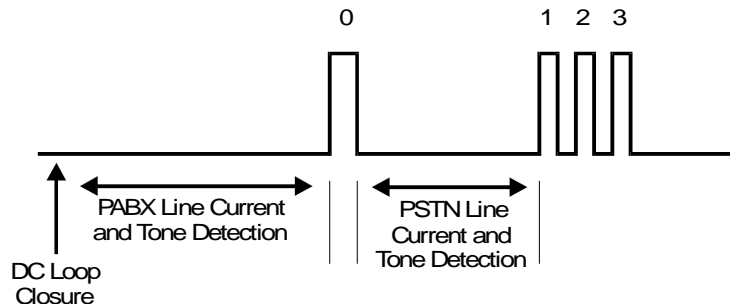 0 1 2 3
PABX Line Current
and Tone Detection
PSTN Line
Current and
Tone Detection
DC Loop
Closure